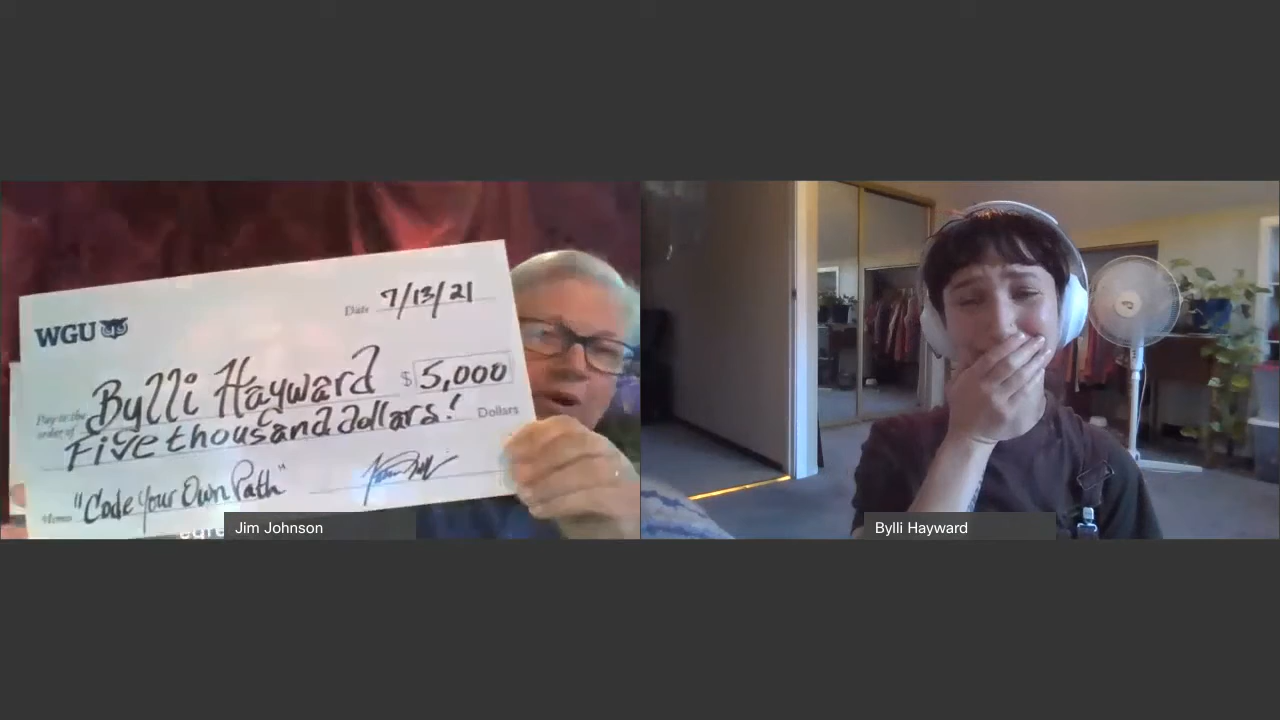 WGU
Date 7/13/21
Pay to the
order of Bylli Hayward $ 5,000
Five thousand dollars! Dollars
Memo "Code Your Own Path"
Jim Johnson
Bylli Hayward